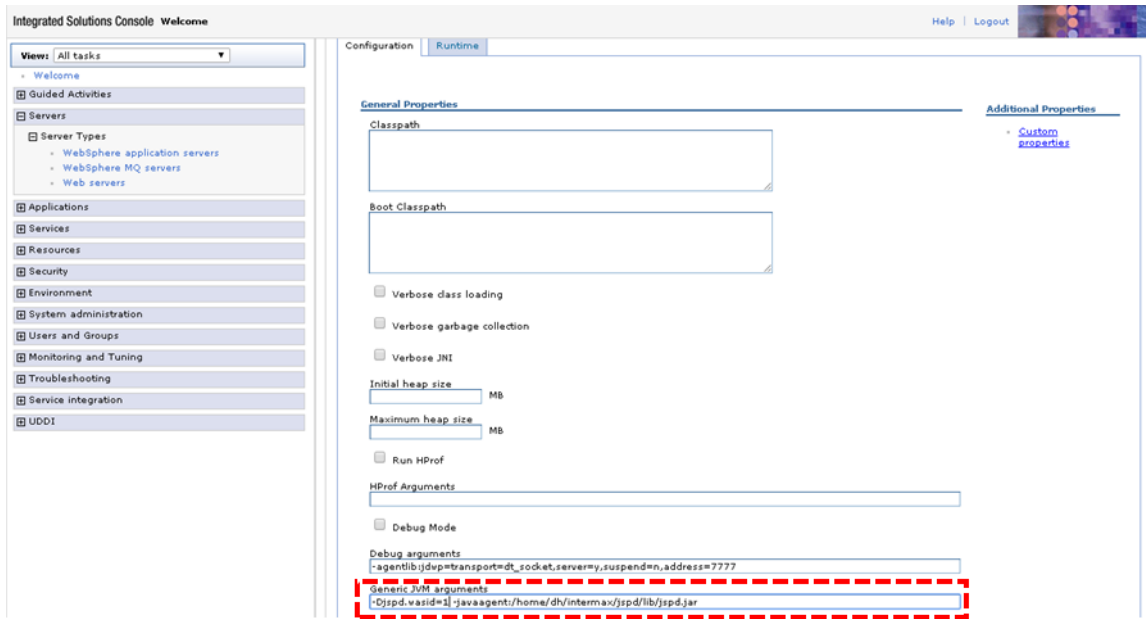 Integrated Solutions Console Welcome
Help | Logout
View: All tasks
Welcome
Guided Activities
Servers
Server Types
WebSphere application servers
WebSphere MQ servers
Web servers
Applications
Services
Resources
Security
Environment
System administration
Users and Groups
Monitoring and Tuning
Troubleshooting
Service integration
UDDI
Configuration
Runtime
General Properties
Classpath
Boot Classpath
Verbose class loading
Verbose garbage collection
Verbose JNI
Initial heap size
MB
Maximum heap size
MB
Run HProf
HProf Arguments
Debug Mode
Debug arguments
-agentlib:jdwp=transport=dt_socket,server=y,suspend=n,address=7777
Generic JVM arguments
-Djspd.wasid=1 -javaagent:/home/dh/intermax/jspd/lib/jspd.jar
Additional Properties
Custom
properties